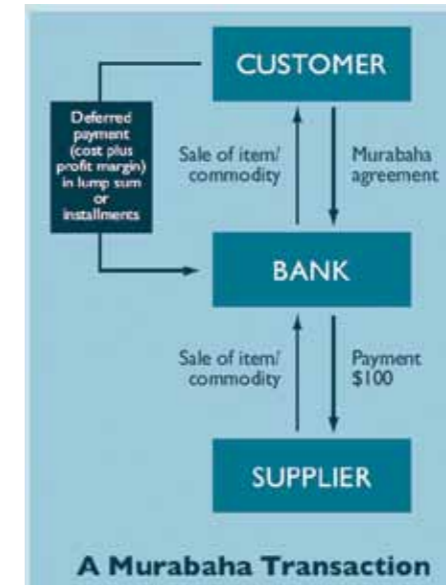 CUSTOMER
Deferred
payment
(cost plus
profit margin)
in lump sum
or
installments
Sale of item/
commodity
Murabaha
agreement
BANK
Sale of item/
commodity
Payment
$100
SUPPLIER
A Murabaha Transaction